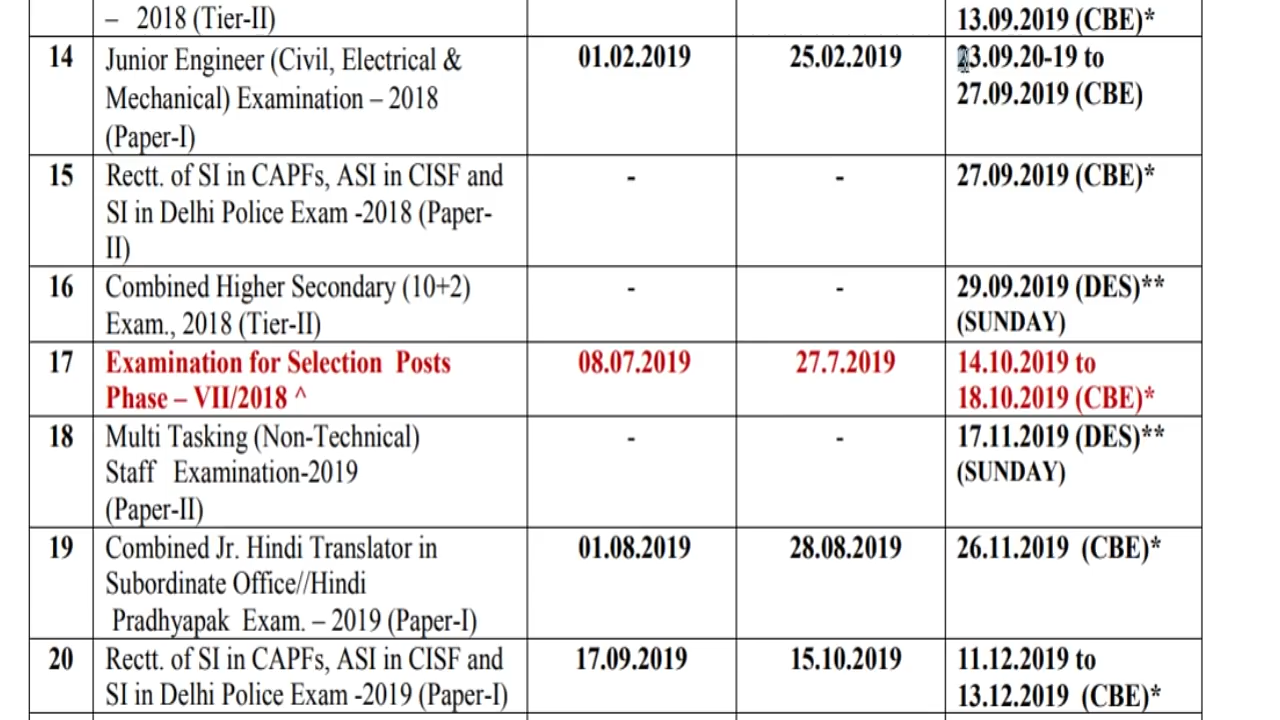 – 2018 (Tier-II)
13.09.2019 (CBE)*
14
Junior Engineer (Civil, Electrical &
Mechanical) Examination – 2018
(Paper-I)
01.02.2019
25.02.2019
23.09.20-19 to
27.09.2019 (CBE)
15
Rectt. of SI in CAPFs, ASI in CISF and
SI in Delhi Police Exam -2018 (Paper-
II)
-
-
27.09.2019 (CBE)*
16
Combined Higher Secondary (10+2)
Exam., 2018 (Tier-II)
-
-
29.09.2019 (DES)**
(SUNDAY)
17
Examination for Selection Posts
Phase – VII/2018 ^
08.07.2019
27.7.2019
14.10.2019 to
18.10.2019 (CBE)*
18
Multi Tasking (Non-Technical)
Staff Examination-2019
(Paper-II)
-
-
17.11.2019 (DES)**
(SUNDAY)
19
Combined Jr. Hindi Translator in
Subordinate Office//Hindi
Pradhyapak Exam. – 2019 (Paper-I)
01.08.2019
28.08.2019
26.11.2019 (CBE)*
20
Rectt. of SI in CAPFs, ASI in CISF and
SI in Delhi Police Exam -2019 (Paper-I)
17.09.2019
15.10.2019
11.12.2019 to
13.12.2019 (CBE)*